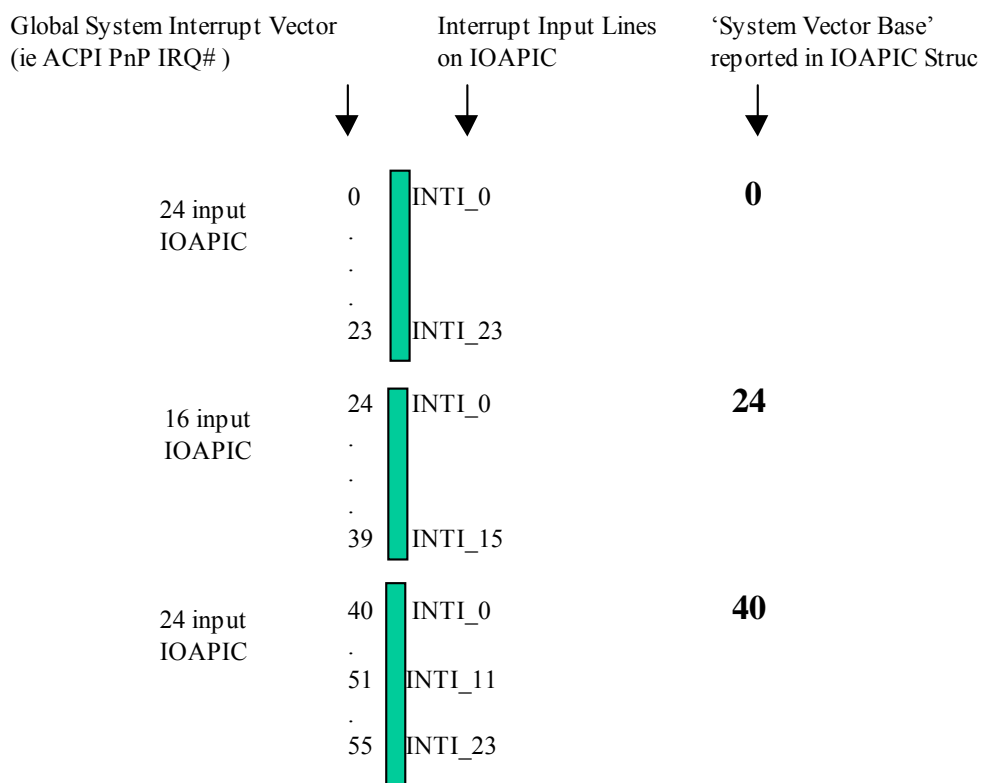 Global System Interrupt Vector
(ie ACPI PnP IRQ# )
Interrupt Input Lines
on IOAPIC
‘System Vector Base’
reported in IOAPIC Struc
24 input
IOAPIC
0
.
.
.
23
INTI_0
INTI_23
0
16 input
IOAPIC
24
.
.
.
39
INTI_0
INTI_15
24
24 input
IOAPIC
40
.
51
.
55
INTI_0
INTI_11
INTI_23
40